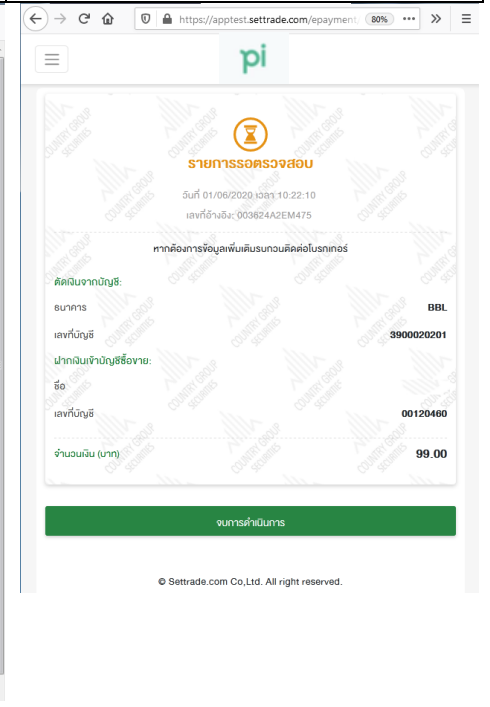 https://apptest.settrade.com/epayment 80%
pi
รายการรอตรวจสอบ
วันที่ 01/06/2020 เวลา 10:22:10
เลขที่อ้างอิง: 003624A2EM475
หากต้องการข้อมูลเพิ่มเติมรบกวนติดต่อโบรกเกอร์
ตัดเงินจากบัญชี:
ธนาคาร BBL
เลขที่บัญชี 3900020201
ฝากเงินเข้าบัญชีซื้อขาย:
ชื่อ
เลขที่บัญชี 00120460
จำนวนเงิน (บาท) 99.00
จบการดำเนินการ
© Settrade.com Co,Ltd. All right reserved.
COUNTRY GROUP
SECURITIES